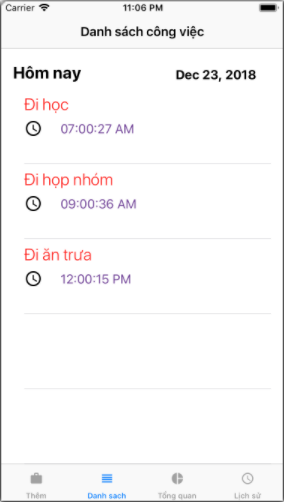 Carrier 11:06 PM
Danh sách công việc
Hôm nay Dec 23, 2018
Đi học
07:00:27 AM
Đi họp nhóm
09:00:36 AM
Đi ăn trưa
12:00:15 PM
Thêm Danh sach Tổng quan Lịch sử